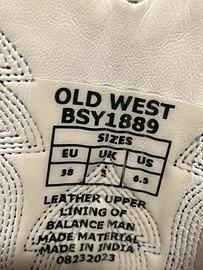 OLD WEST
BSY1889
SIZES
EU UK US
38 5 6.5
LEATHER UPPER
LINING OF
BALANCE MAN
MADE MATERIAL
MADE IN INDIA
08232023